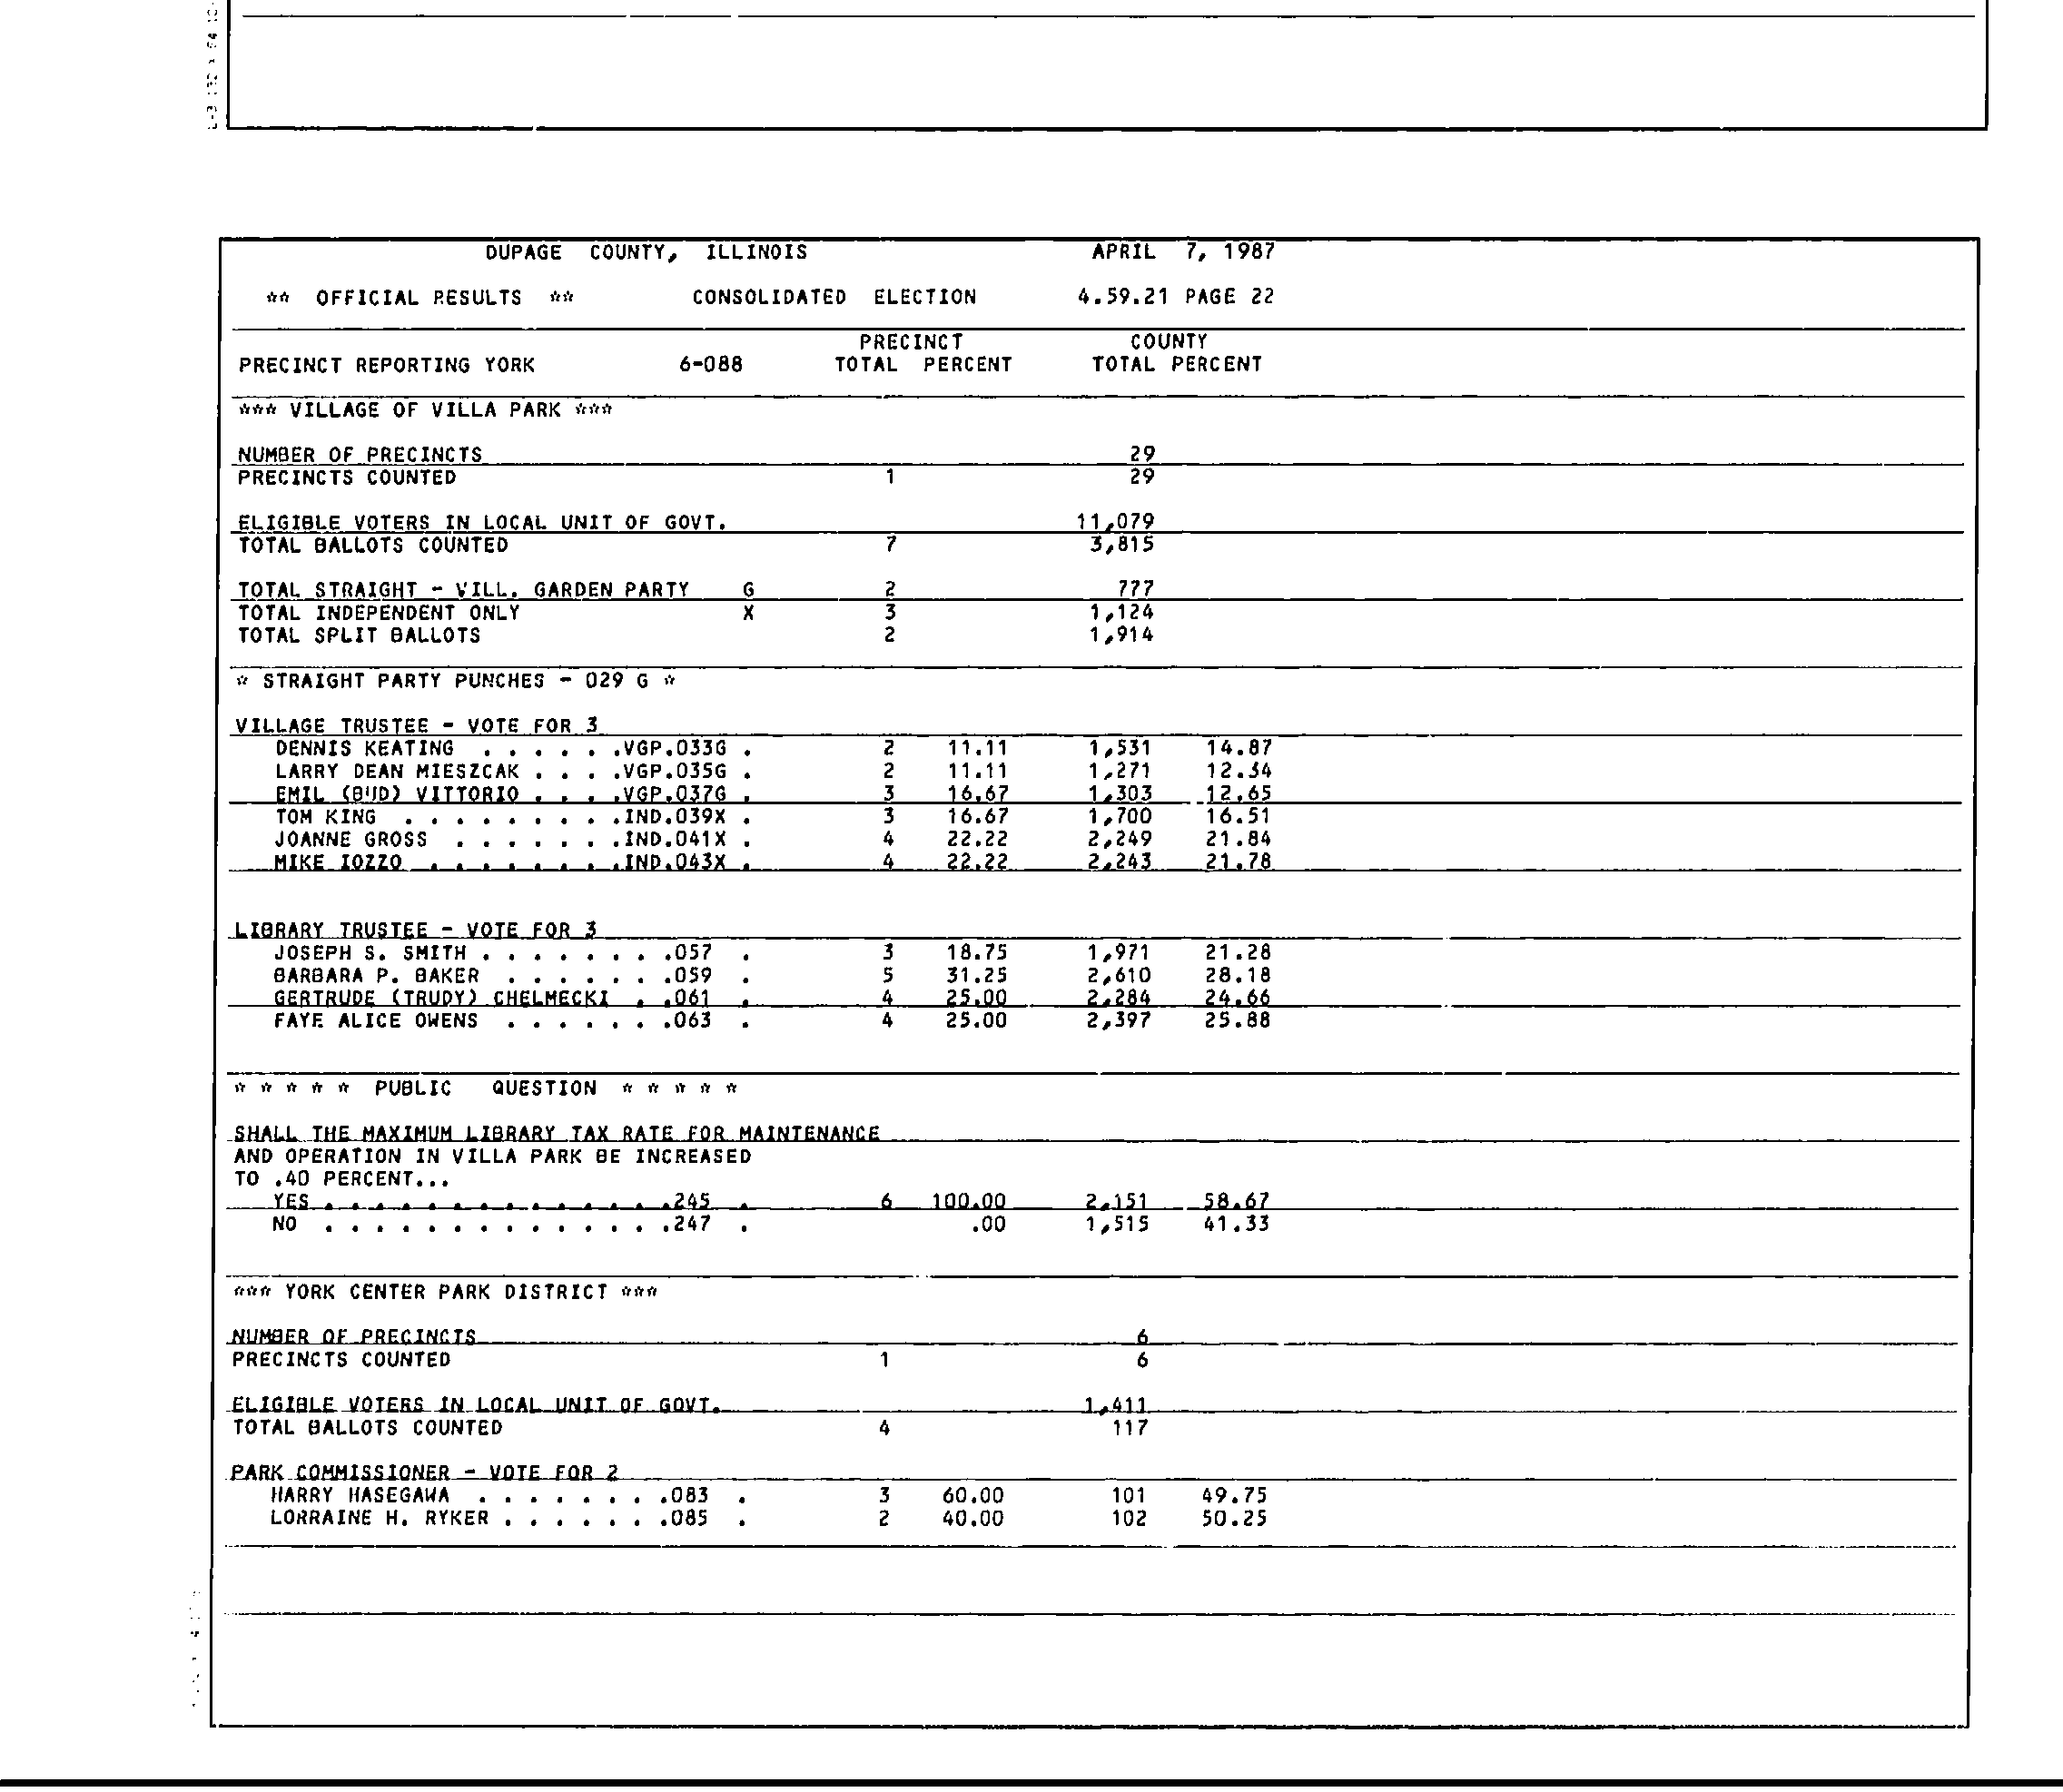 DUPAGE COUNTY, ILLINOIS APRIL 7, 1987
** OFFICIAL RESULTS ** CONSOLIDATED ELECTION 4.59.21 PAGE 22
PRECINCT COUNTY
PRECINCT REPORTING YORK 6-088 TOTAL PERCENT TOTAL PERCENT
*** VILLAGE OF VILLA PARK ***
NUMBER OF PRECINCTS 29
PRECINCTS COUNTED 1 29
ELIGIBLE VOTERS IN LOCAL UNIT OF GOVT. 11,079
TOTAL BALLOTS COUNTED 7 3,815
TOTAL STRAIGHT - VILL. GARDEN PARTY G 2 777
TOTAL INDEPENDENT ONLY X 3 1,124
TOTAL SPLIT BALLOTS 2 1,914
* STRAIGHT PARTY PUNCHES - 029 G *
VILLAGE TRUSTEE - VOTE FOR 3
DENNIS KEATING . . . . . .VGP.033G . 2 11.11 1,531 14.87
LARRY DEAN MIESZCAK . . . .VGP.035G . 2 11.11 1,271 12.34
EMIL (BUD) VITTORIO . . . .VGP.037G . 3 16.67 1,303 12.65
TOM KING . . . . . . . . .IND.039X . 3 16.67 1,700 16.51
JOANNE GROSS . . . . . . .IND.041X . 4 22.22 2,249 21.84
MIKE IOZZO . . . . . . . .IND.043X . 4 22.22 2,243 21.78
LIBRARY TRUSTEE - VOTE FOR 3
JOSEPH S. SMITH . . . . . . . .057 . 3 18.75 1,971 21.28
BARBARA P. BAKER . . . . . . .059 . 5 31.25 2,610 28.18
GERTRUDE (TRUDY) CHELMECKI . .061 . 4 25.00 2,284 24.66
FAYE ALICE OWENS . . . . . . .063 . 4 25.00 2,397 25.88
* * * * * PUBLIC QUESTION * * * * *
SHALL THE MAXIMUM LIBRARY TAX RATE FOR MAINTENANCE
AND OPERATION IN VILLA PARK BE INCREASED
TO .40 PERCENT...
YES . . . . . . . . . . . . . .245 . 6 100.00 2,151 58.67
NO . . . . . . . . . . . . . .247 . .00 1,515 41.33
*** YORK CENTER PARK DISTRICT ***
NUMBER OF PRECINCTS 6
PRECINCTS COUNTED 1 6
ELIGIBLE VOTERS IN LOCAL UNIT OF GOVT. 1,411
TOTAL BALLOTS COUNTED 4 117
PARK COMMISSIONER - VOTE FOR 2
HARRY HASEGAWA . . . . . . . .083 . 3 60.00 101 49.75
LORRAINE H. RYKER . . . . . . .085 . 2 40.00 102 50.25